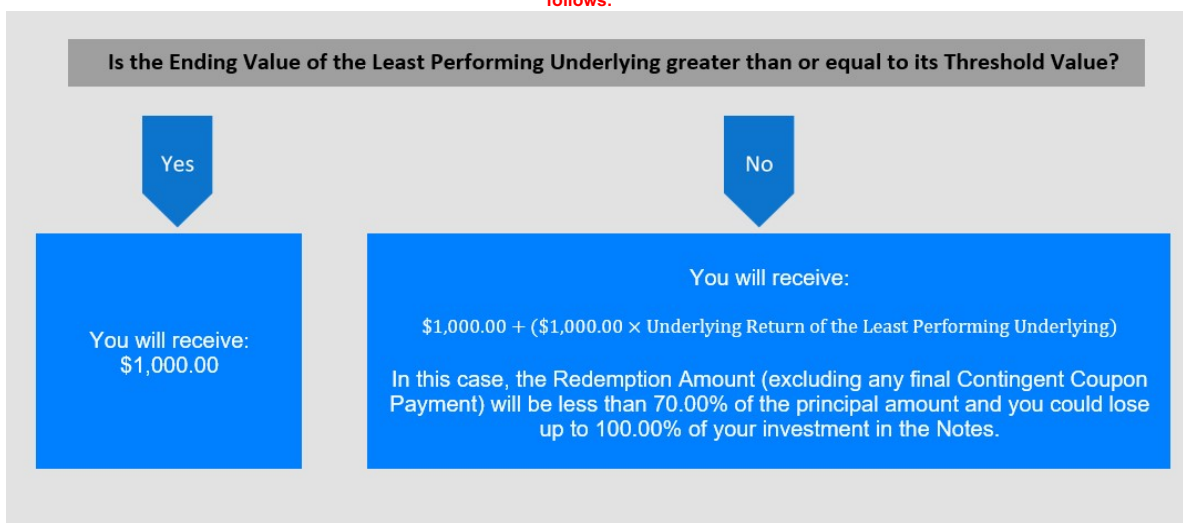 follows:
Is the Ending Value of the Least Performing Underlying greater than or equal to its Threshold Value?
Yes
No
You will receive:
$1,000.00
You will receive:
$1,000.00 + ($1,000.00 × Underlying Return of the Least Performing Underlying)
In this case, the Redemption Amount (excluding any final Contingent Coupon
Payment) will be less than 70.00% of the principal amount and you could lose
up to 100.00% of your investment in the Notes.